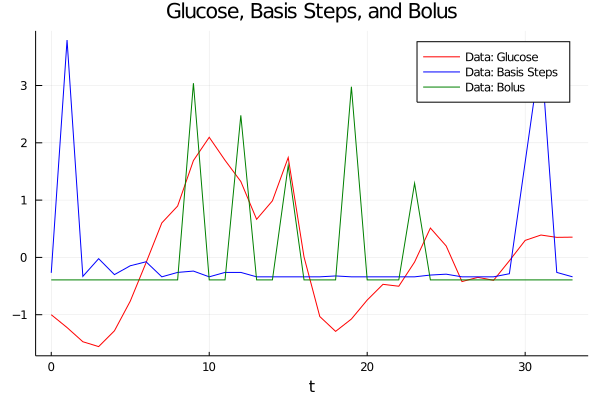 Glucose, Basis Steps, and Bolus
Data: Glucose
Data: Basis Steps
Data: Bolus
3
2
1
0
−1
0 10 20 30
t